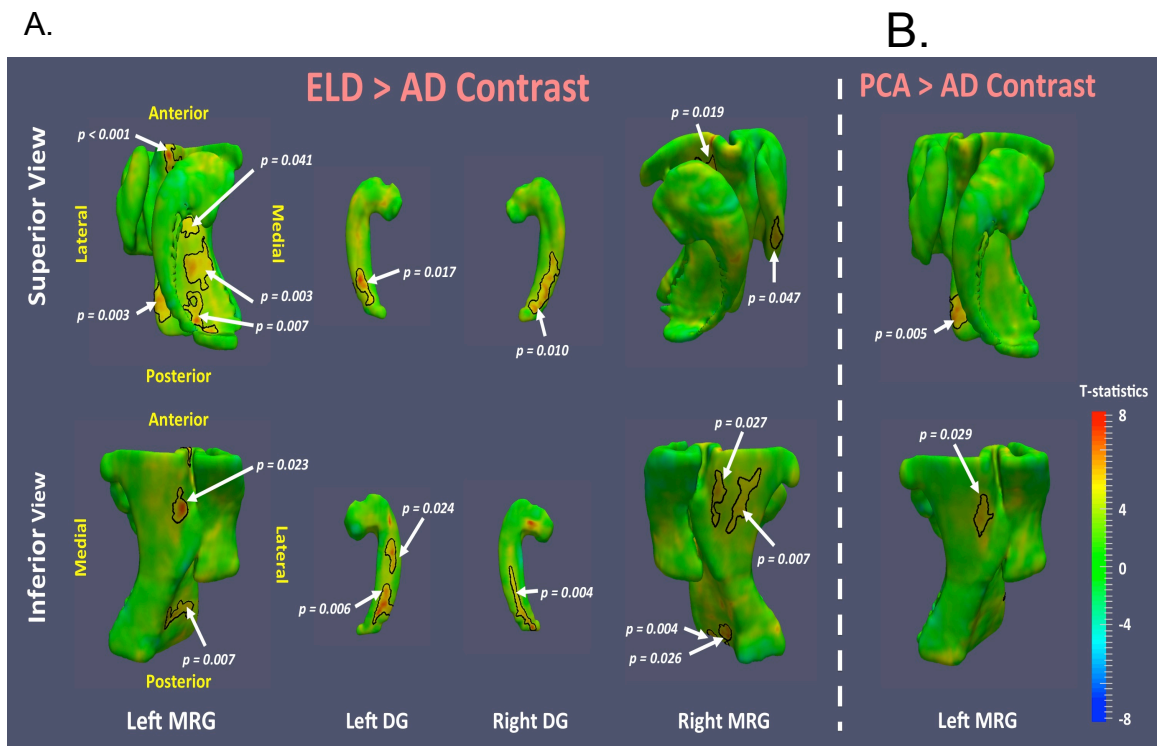 A.
B.
ELD > AD Contrast
PCA > AD Contrast
Superior View
Anterior
p < 0.001
p = 0.041
Lateral
Medial
p = 0.003
p = 0.003
p = 0.007
Posterior
p = 0.017
p = 0.010
p = 0.019
p = 0.047
p = 0.005
Inferior View
Anterior
p = 0.023
Medial
Lateral
p = 0.007
Posterior
p = 0.024
p = 0.006
p = 0.004
p = 0.027
p = 0.007
p = 0.004
p = 0.026
p = 0.029
T-statistics
8
4
0
-4
-8
Left MRG
Left DG
Right DG
Right MRG
Left MRG